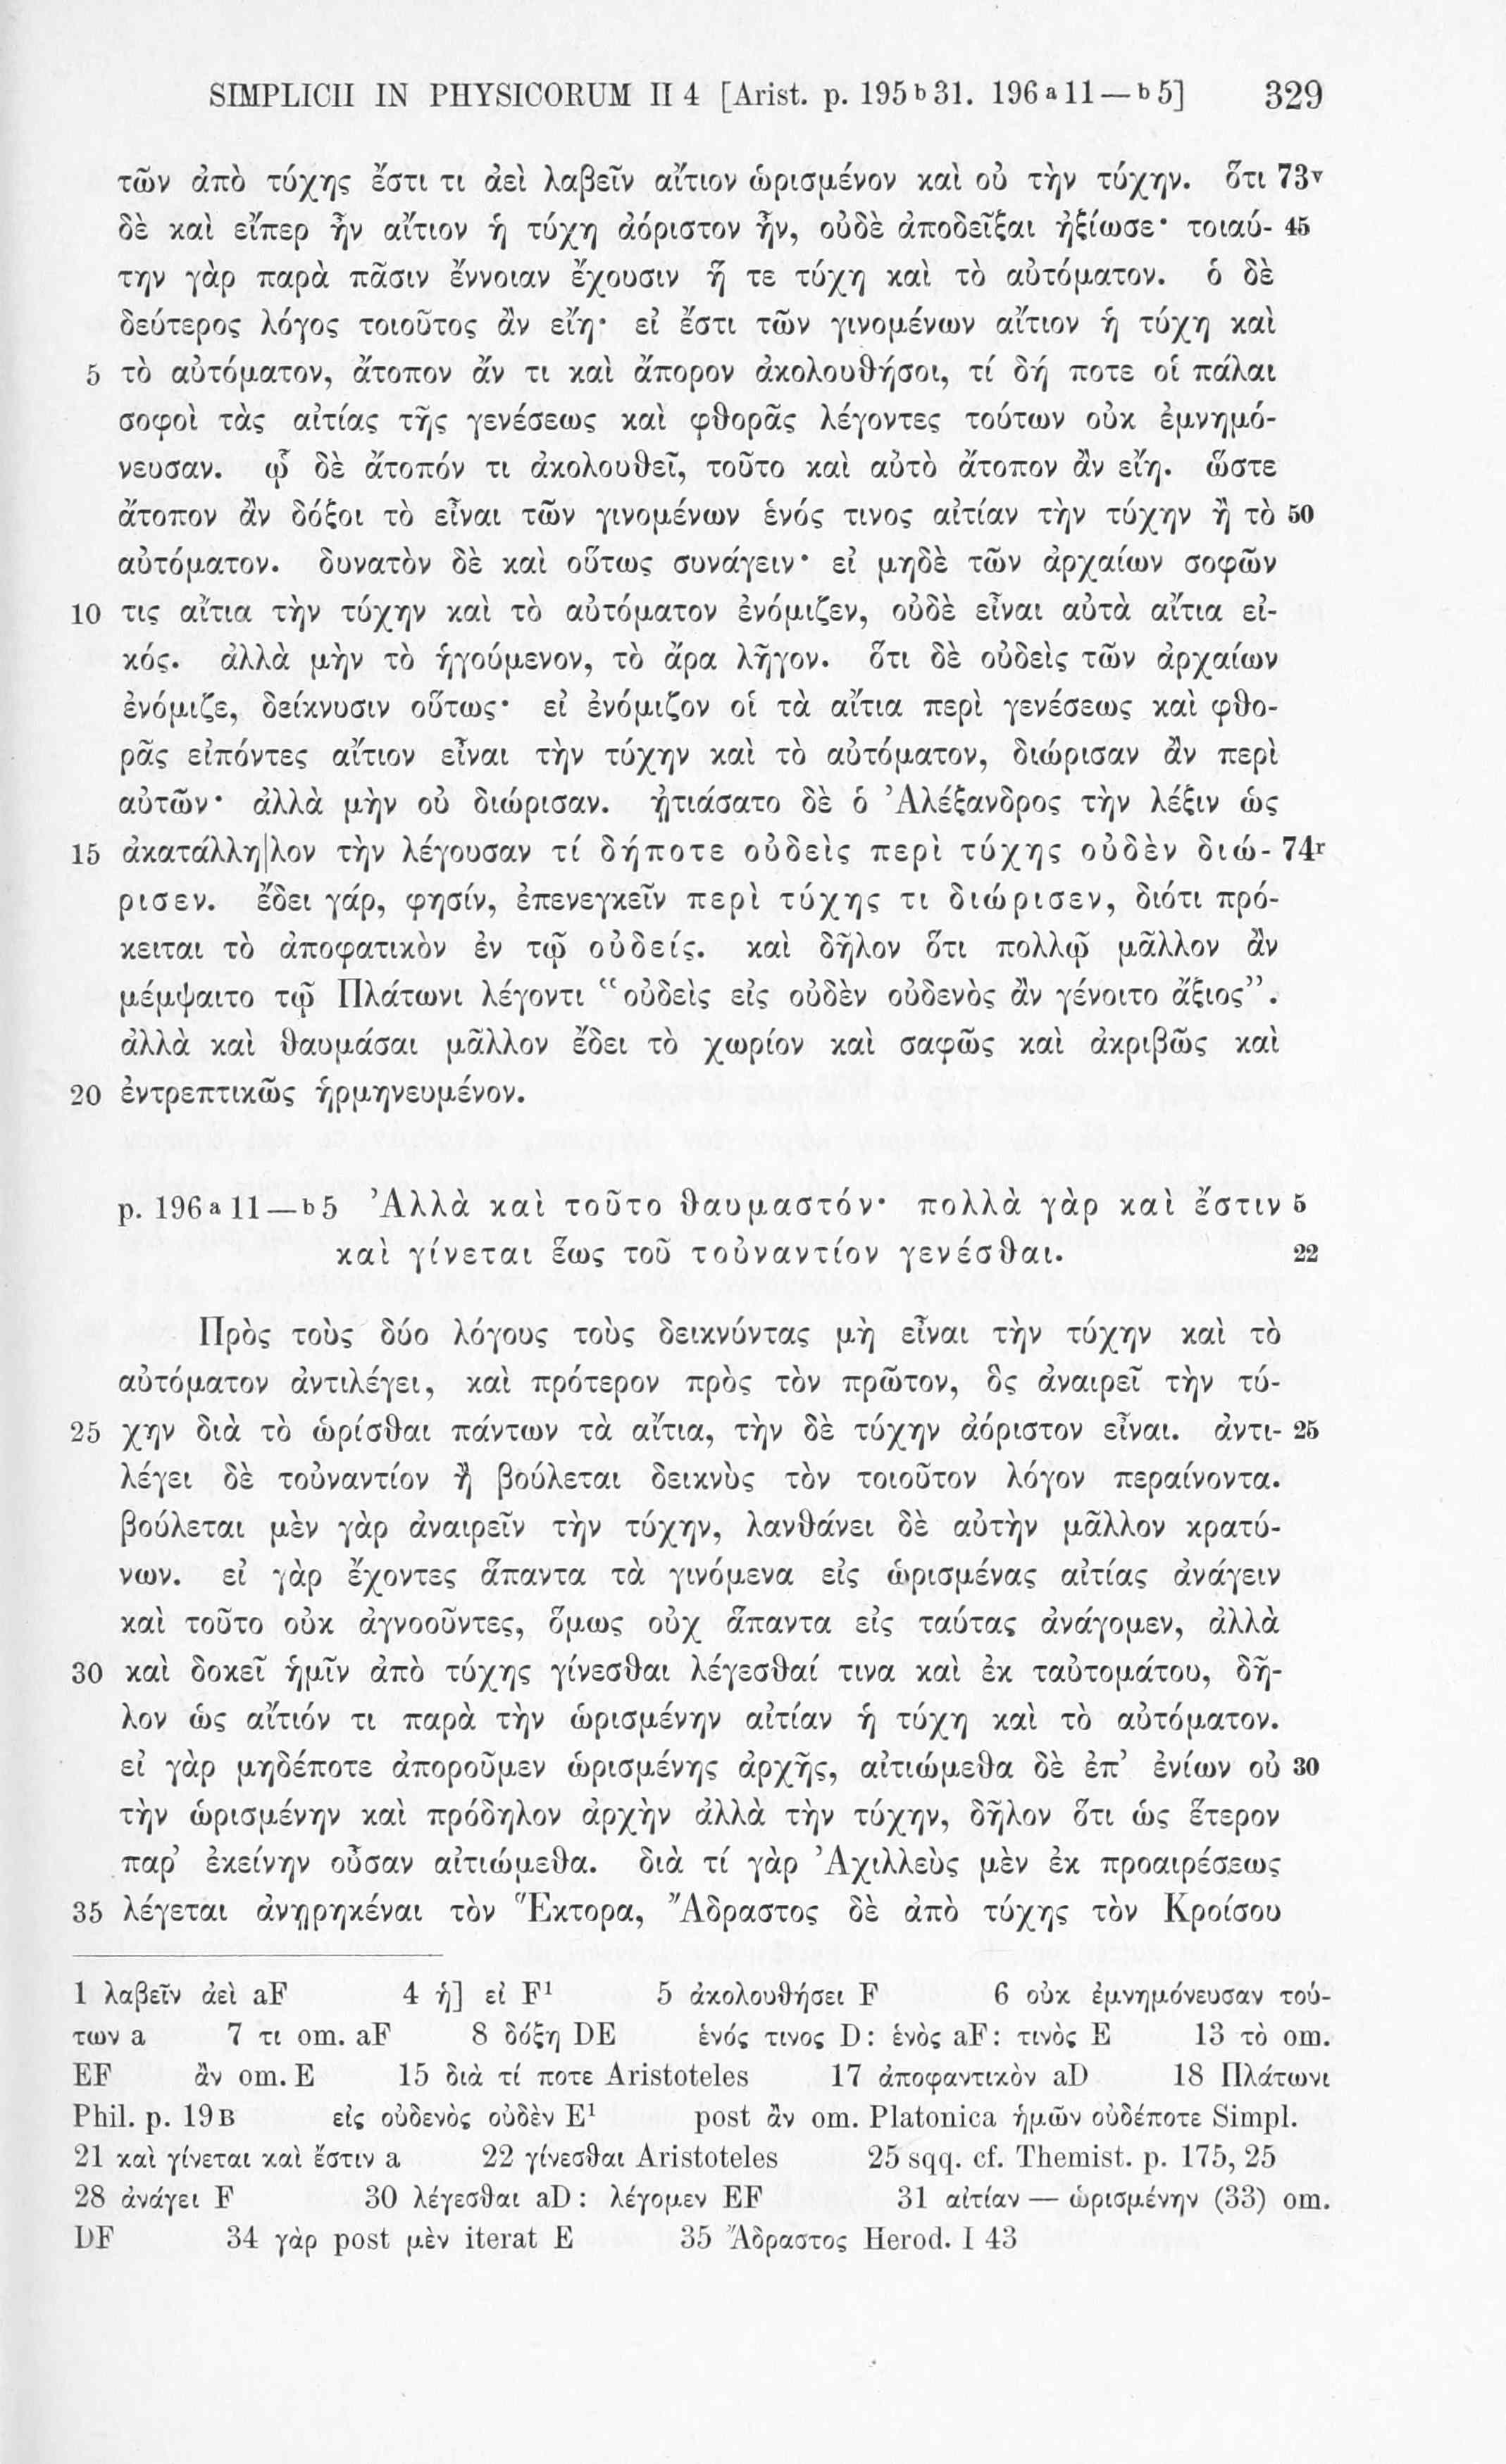 SIMPLICII IN PHYSICORUM II 4 [Arist. p. 195 b 31. 196 a 11 — b 5] 329
τῶν ἀπὸ τύχης ἔστι τι ἀεὶ λαβεῖν αἴτιον ὡρισμένον καὶ οὐ τὴν τύχην. ὅτι 73v
δὲ καὶ εἴπερ ἦν αἴτιον ἡ τύχη ἀόριστον ἦν, οὐδὲ ἀποδεῖξαι ἠξίωσε· τοιαύ- 45
την γὰρ παρὰ πᾶσιν ἔννοιαν ἔχουσιν ἥ τε τύχη καὶ τὸ αὐτόματον. ὁ δὲ
δεύτερος λόγος τοιοῦτος ἂν εἴη· εἰ ἔστι τῶν γινομένων αἴτιον ἡ τύχη καὶ
5 τὸ αὐτόματον, ἄτοπον ἄν τι καὶ ἄπορον ἀκολουθήσοι, τί δή ποτε οἱ πάλαι
σοφοὶ τὰς αἰτίας τῆς γενέσεως καὶ φθορᾶς λέγοντες τούτων οὐκ ἐμνημό-
νευσαν. ᾧ δὲ ἄτοπόν τι ἀκολουθεῖ, τοῦτο καὶ αὐτὸ ἄτοπον ἂν εἴη. ὥστε
ἄτοπον ἂν δόξοι τὸ εἶναι τῶν γινομένων ἑνός τινος αἰτίαν τὴν τύχην ἢ τὸ 50
αὐτόματον. δυνατὸν δὲ καὶ οὕτως συνάγειν· εἰ μηδὲ τῶν ἀρχαίων σοφῶν
10 τις αἴτια τὴν τύχην καὶ τὸ αὐτόματον ἐνόμιζεν, οὐδὲ εἶναι αὐτὰ αἴτια εἰ-
κός. ἀλλὰ μὴν τὸ ἡγούμενον, τὸ ἄρα λῆγον. ὅτι δὲ οὐδεὶς τῶν ἀρχαίων
ἐνόμιζε, δείκνυσιν οὕτως· εἰ ἐνόμιζον οἱ τὰ αἴτια περὶ γενέσεως καὶ φθο-
ρᾶς εἰπόντες αἴτιον εἶναι τὴν τύχην καὶ τὸ αὐτόματον, διώρισαν ἂν περὶ
αὐτῶν· ἀλλὰ μὴν οὐ διώρισαν. ᾐτιάσατο δὲ ὁ Ἀλέξανδρος τὴν λέξιν ὡς
15 ἀκατάλλη|λον τὴν λέγουσαν τί δήποτε οὐδεὶς περὶ τύχης οὐδὲν διώ- 74r
ρισεν. ἔδει γάρ, φησίν, ἐπενεγκεῖν περὶ τύχης τι διώρισεν, διότι πρό-
κειται τὸ ἀποφατικὸν ἐν τῷ οὐδείς. καὶ δῆλον ὅτι πολλῷ μᾶλλον ἂν
μέμψαιτο τῷ Πλάτωνι λέγοντι “οὐδεὶς εἰς οὐδὲν οὐδενὸς ἂν γένοιτο ἄξιος”.
ἀλλὰ καὶ θαυμάσαι μᾶλλον ἔδει τὸ χωρίον καὶ σαφῶς καὶ ἀκριβῶς καὶ
20 ἐντρεπτικῶς ἡρμηνευμένον.
p. 196 a 11 — b 5 Ἀλλὰ καὶ τοῦτο θαυμαστόν· πολλὰ γὰρ καὶ ἔστιν 5
καὶ γίνεται ἕως τοῦ τοὐναντίον γενέσθαι. 22
Πρὸς τοὺς δύο λόγους τοὺς δεικνύντας μὴ εἶναι τὴν τύχην καὶ τὸ
αὐτόματον ἀντιλέγει, καὶ πρότερον πρὸς τὸν πρῶτον, ὃς ἀναιρεῖ τὴν τύ-
25 χην διὰ τὸ ὡρίσθαι πάντων τὰ αἴτια, τὴν δὲ τύχην ἀόριστον εἶναι. ἀντι- 25
λέγει δὲ τοὐναντίον ἢ βούλεται δεικνὺς τὸν τοιοῦτον λόγον περαίνοντα.
βούλεται μὲν γὰρ ἀναιρεῖν τὴν τύχην, λανθάνει δὲ αὐτὴν μᾶλλον κρατύ-
νων. εἰ γὰρ ἔχοντες ἅπαντα τὰ γινόμενα εἰς ὡρισμένας αἰτίας ἀνάγειν
καὶ τοῦτο οὐκ ἀγνοοῦντες, ὅμως οὐχ ἅπαντα εἰς ταύτας ἀνάγομεν, ἀλλὰ
30 καὶ δοκεῖ ἡμῖν ἀπὸ τύχης γίνεσθαι λέγεσθαί τινα καὶ ἐκ ταὐτομάτου, δῆ-
λον ὡς αἴτιόν τι παρὰ τὴν ὡρισμένην αἰτίαν ἡ τύχη καὶ τὸ αὐτόματον.
εἰ γὰρ μηδέποτε ἀποροῦμεν ὡρισμένης ἀρχῆς, αἰτιώμεθα δὲ ἐπ’ ἐνίων οὐ 30
τὴν ὡρισμένην καὶ πρόδηλον ἀρχὴν ἀλλὰ τὴν τύχην, δῆλον ὅτι ὡς ἕτερον
παρ’ ἐκείνην οὖσαν αἰτιώμεθα. διὰ τί γὰρ Ἀχιλλεὺς μὲν ἐκ προαιρέσεως
35 λέγεται ἀνῃρηκέναι τὸν Ἕκτορα, Ἄδραστος δὲ ἀπὸ τύχης τὸν Κροίσου
1 λαβεῖν ἀεὶ aF 4 ἡ] εἰ F¹ 5 ἀκολουθήσει F 6 οὐκ ἐμνημόνευσαν τού-
των a 7 τι om. aF 8 δόξῃ DE ἑνός τινος D: ἑνὸς aF: τινὸς E 13 τὸ om.
EF ἂν om. E 15 διὰ τί ποτε Aristoteles 17 ἀποφαντικὸν aD 18 Πλάτωνι
Phil. p. 19 B εἰς οὐδενὸς οὐδὲν E¹ post ἂν om. Platonica ἡμῶν οὐδέποτε Simpl.
21 καὶ γίνεται καὶ ἔστιν a 22 γίνεσθαι Aristoteles 25 sqq. cf. Themist. p. 175, 25
28 ἀνάγει F 30 λέγεσθαι aD: λέγομεν EF 31 αἰτίαν — ὡρισμένην (33) om.
DF 34 γὰρ post μὲν iterat E 35 Ἄδραστος Herod. I 43